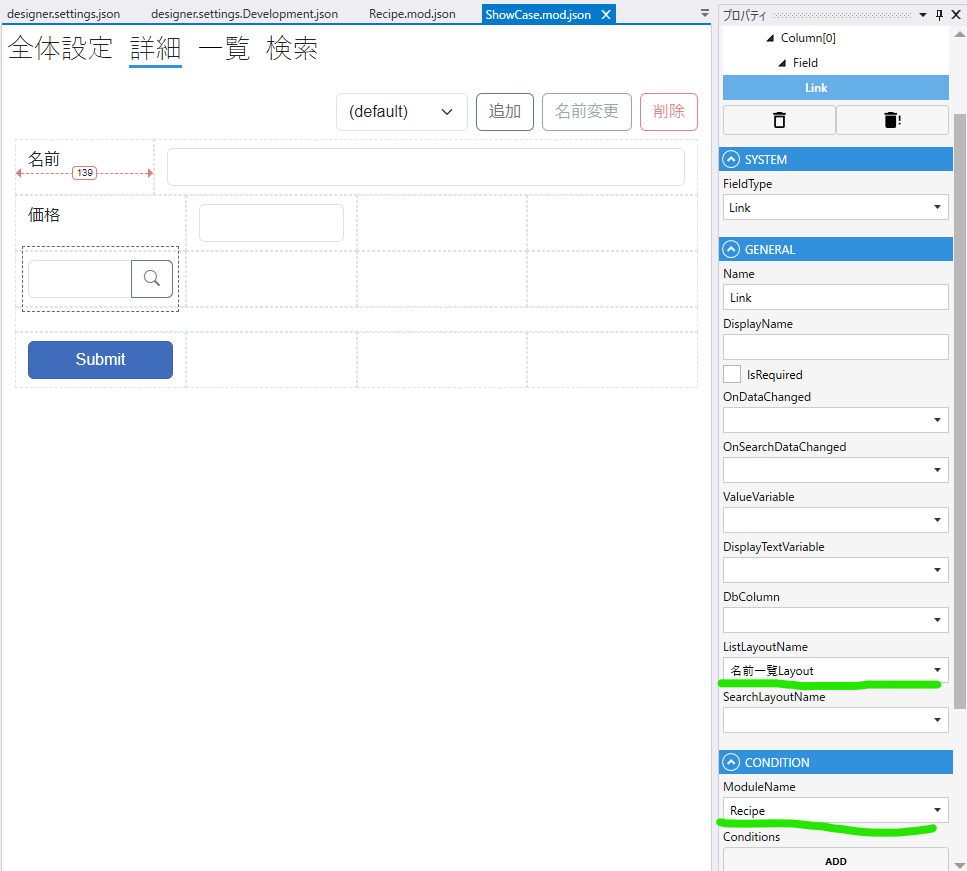 designer.settings.json designer.settings.Development.json Recipe.mod.json ShowCase.mod.json
全体設定 詳細 一覧 検索
(default) 追加 名前変更 削除
名前
139
価格
Submit
プロパティ
Column[0]
Field
Link
SYSTEM
FieldType
Link
GENERAL
Name
Link
DisplayName
IsRequired
OnDataChanged
OnSearchDataChanged
ValueVariable
DisplayTextVariable
DbColumn
ListLayoutName
名前一覧Layout
SearchLayoutName
CONDITION
ModuleName
Recipe
Conditions
ADD